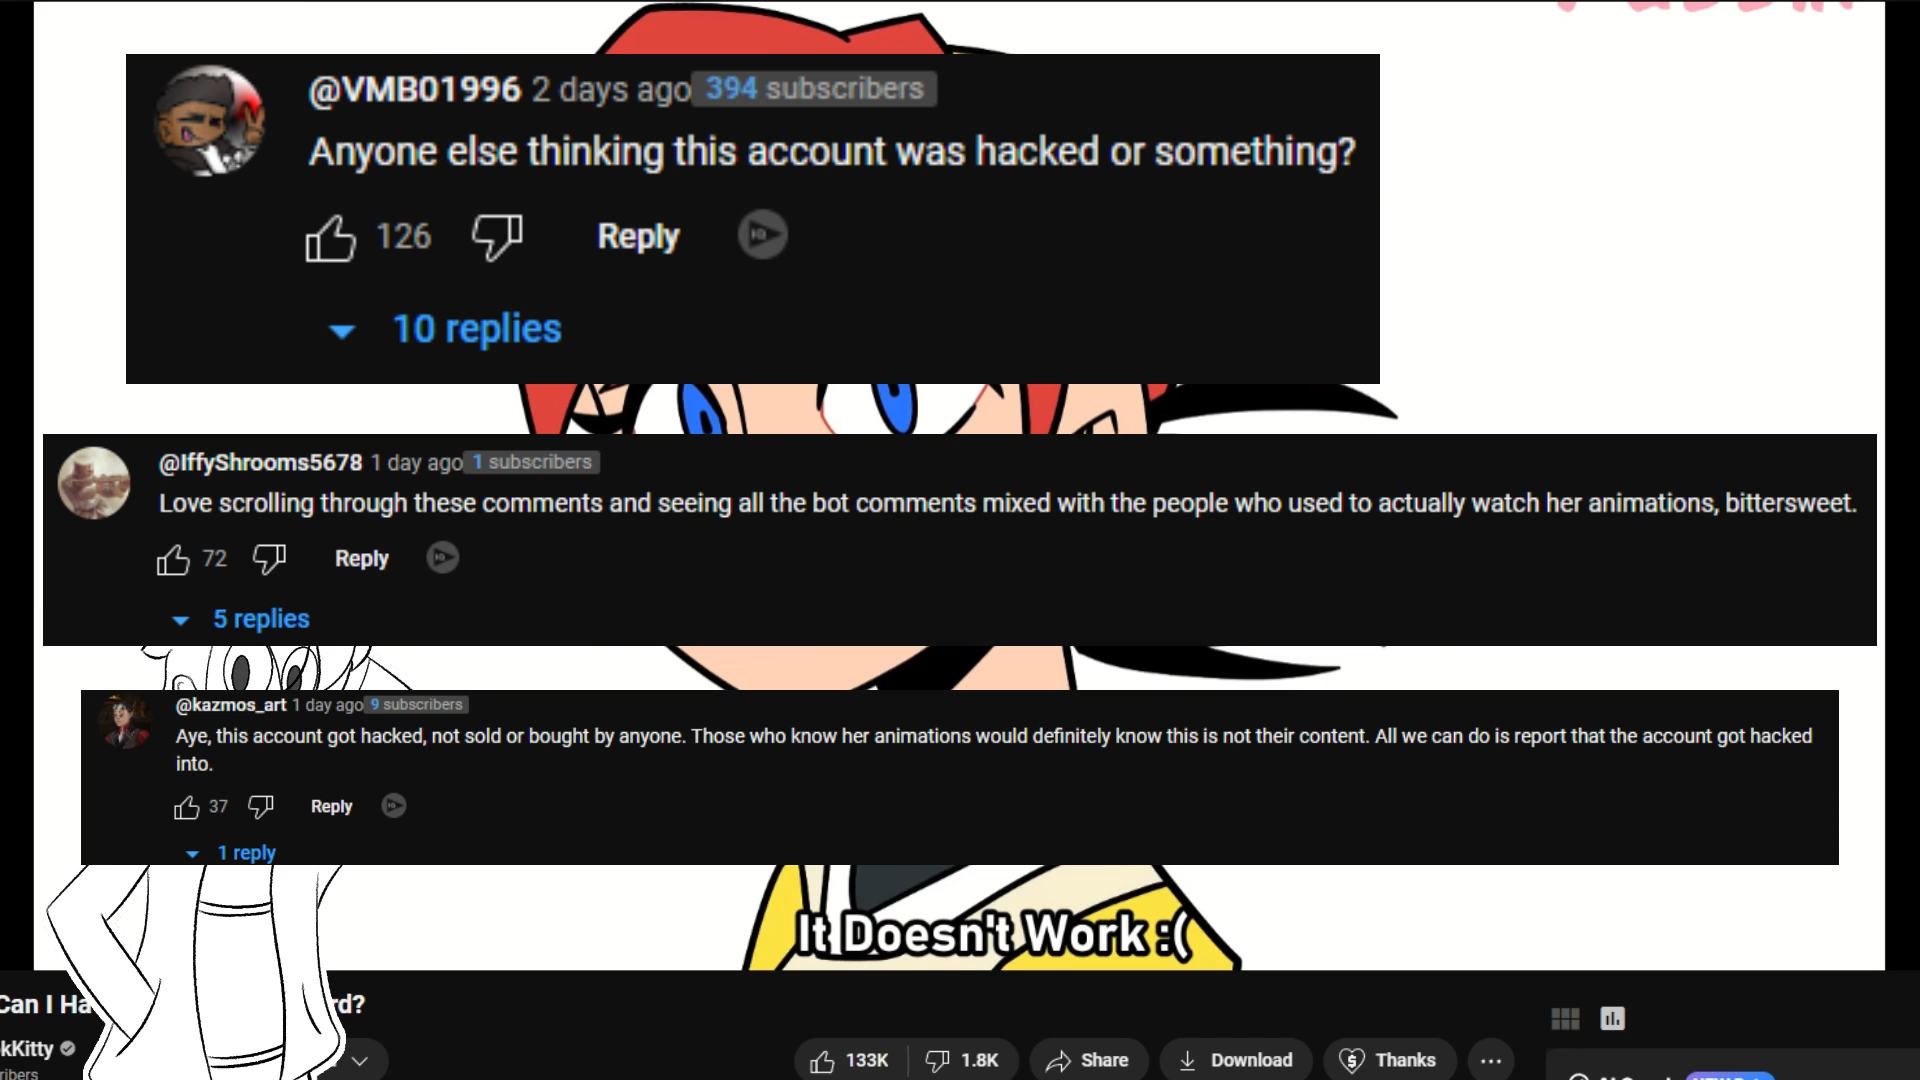 @VMB01996 2 days ago 394 subscribers
Anyone else thinking this account was hacked or something?
126 Reply
10 replies
@IffyShrooms5678 1 day ago 1 subscribers
Love scrolling through these comments and seeing all the bot comments mixed with the people who used to actually watch her animations, bittersweet.
72 Reply
5 replies
@kazmos_art 1 day ago 9 subscribers
Aye, this account got hacked, not sold or bought by anyone. Those who know her animations would definitely know this is not their content. All we can do is report that the account got hacked
into.
37 Reply
1 reply
It Doesn't Work :(
Can I Ha rd?
kKitty
ribers
133K 1.8K Share Download Thanks ...